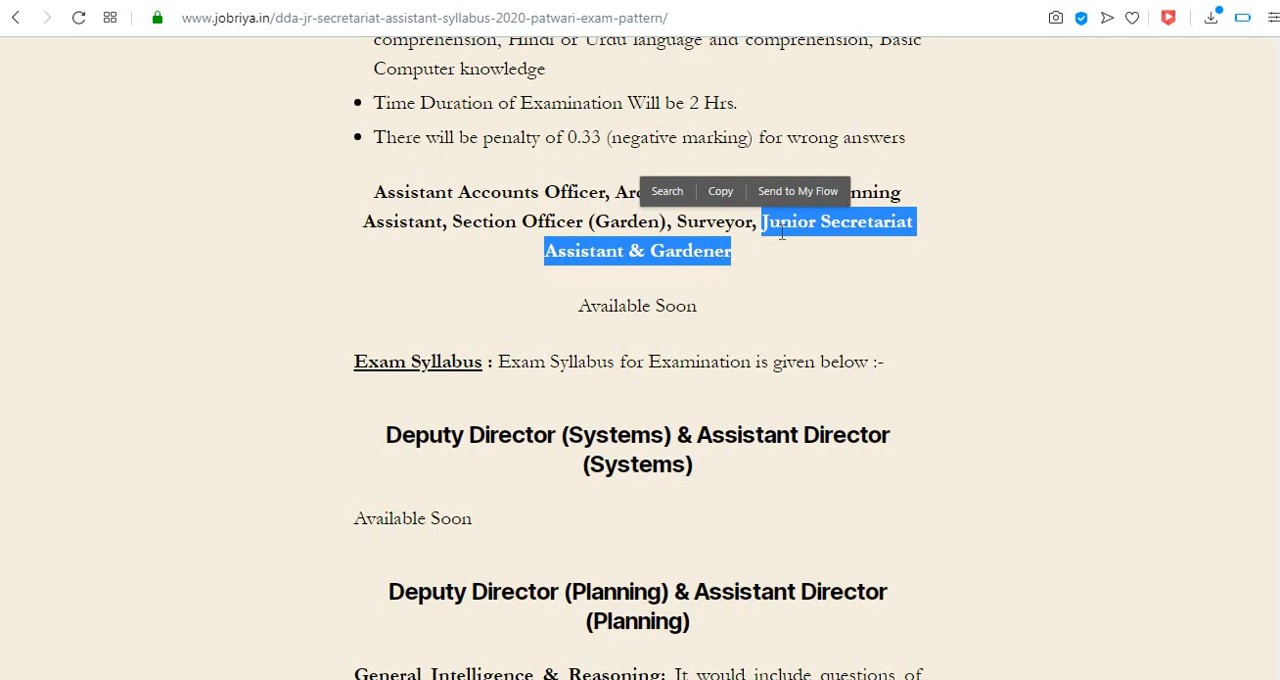 www.jobriya.in/dda-jr-secretariat-assistant-syllabus-2020-patwari-exam-pattern/
comprehension, Hindi or Urdu language and comprehension, Basic
Computer knowledge
Time Duration of Examination Will be 2 Hrs.
There will be penalty of 0.33 (negative marking) for wrong answers
Search Copy Send to My Flow
Assistant Accounts Officer,
Assistant, Section Officer (Garden), Surveyor, Junior Secretariat
Assistant & Gardener
Available Soon
Exam Syllabus : Exam Syllabus for Examination is given below :-
Deputy Director (Systems) & Assistant Director
(Systems)
Available Soon
Deputy Director (Planning) & Assistant Director
(Planning)
General Intelligence & Reasoning: It would include questions of